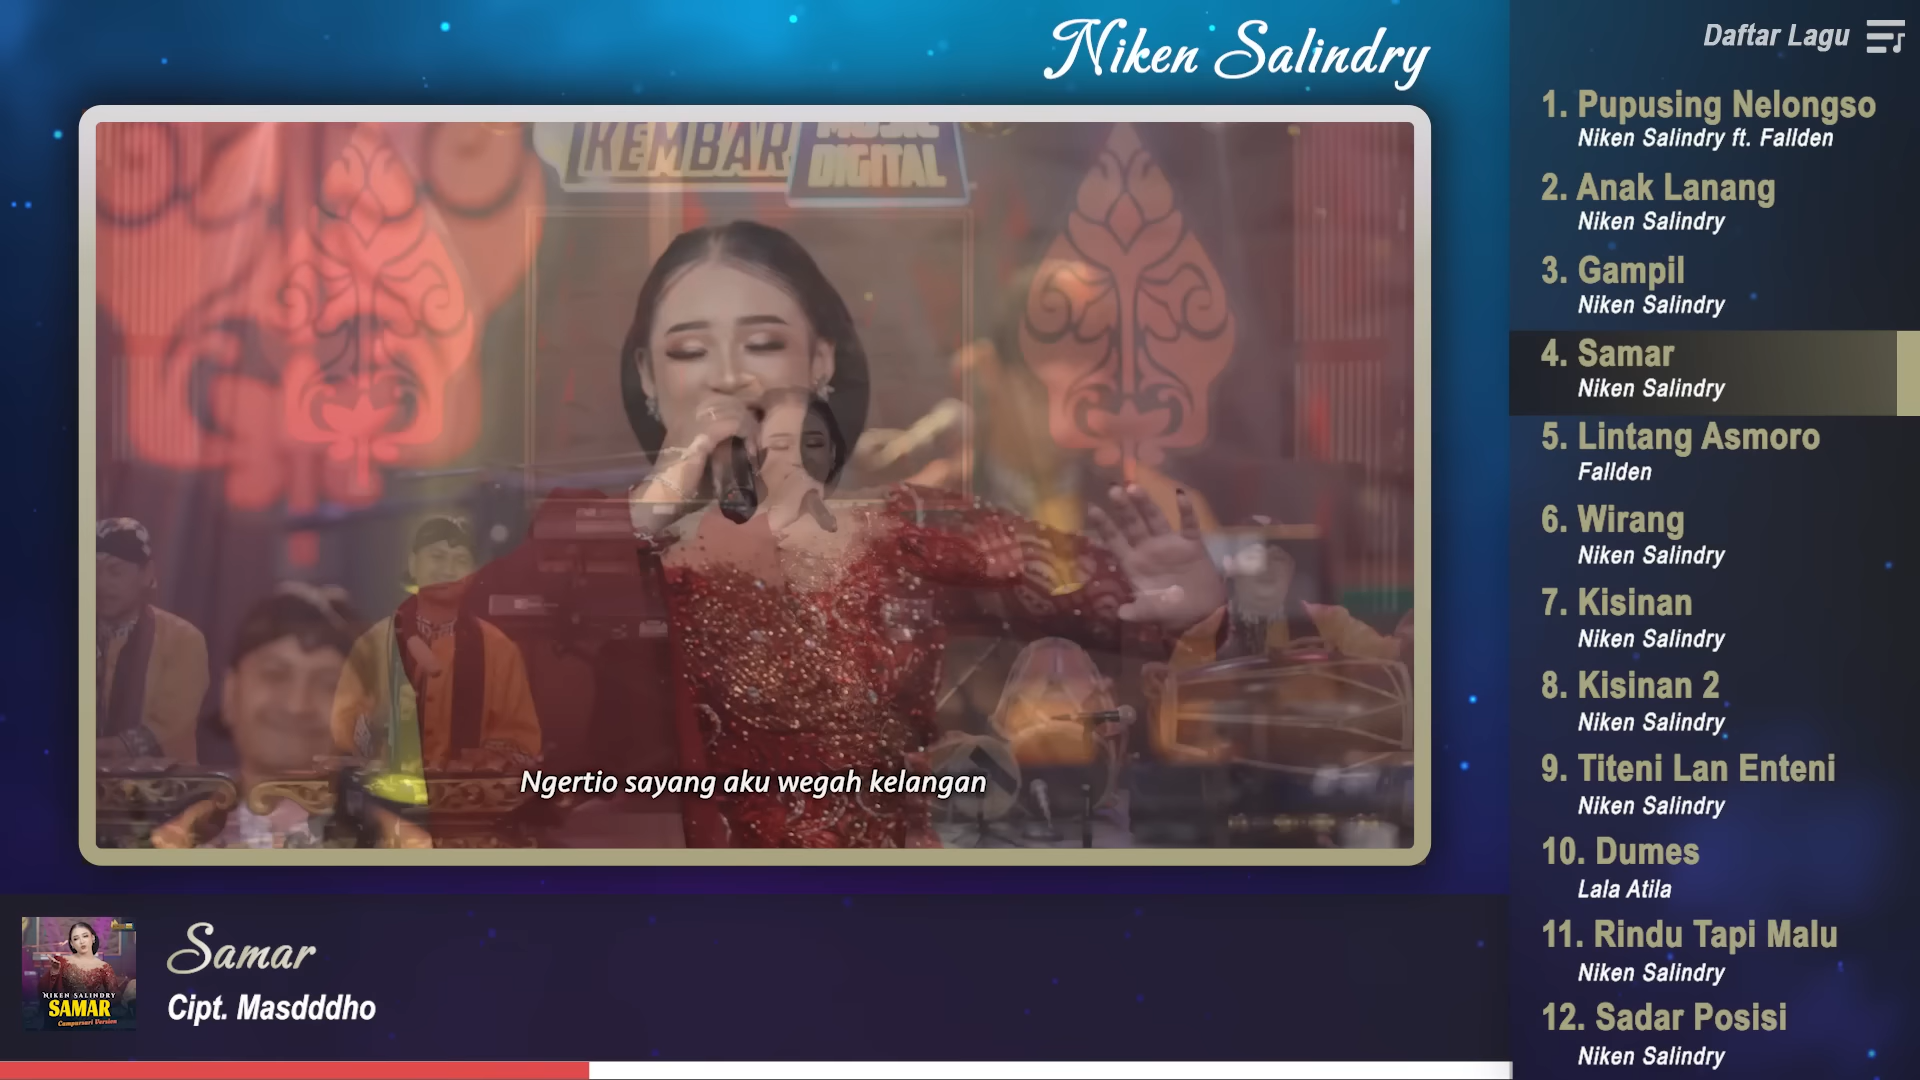 Niken Salindry
KEMBAR
MUSIC
DIGITAL
Ngertio sayang aku wegah kelangan
NIKEN SALINDRY
SAMAR
Campursari Version
Samar
Cipt. Masdddho
Daftar Lagu
1. Pupusing Nelongso
Niken Salindry ft. Fallden
2. Anak Lanang
Niken Salindry
3. Gampil
Niken Salindry
4. Samar
Niken Salindry
5. Lintang Asmoro
Fallden
6. Wirang
Niken Salindry
7. Kisinan
Niken Salindry
8. Kisinan 2
Niken Salindry
9. Titeni Lan Enteni
Niken Salindry
10. Dumes
Lala Atila
11. Rindu Tapi Malu
Niken Salindry
12. Sadar Posisi
Niken Salindry